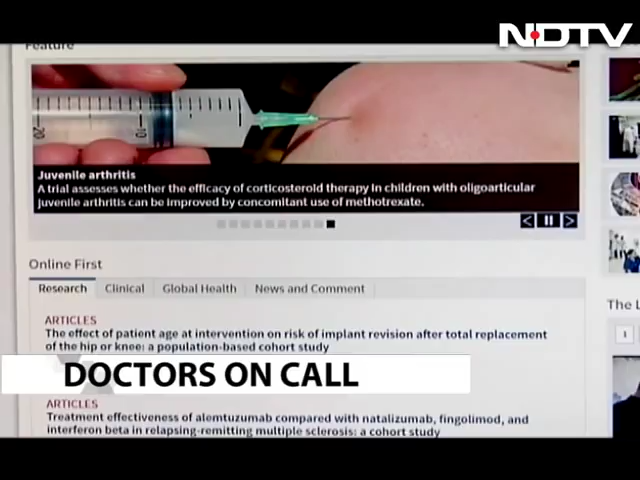 NDTV
Feature
20
10
Juvenile arthritis
A trial assesses whether the efficacy of corticosteroid therapy in children with oligoarticular
juvenile arthritis can be improved by concomitant use of methotrexate.
Online First
Research Clinical Global Health News and Comment
The L
1
ARTICLES
The effect of patient age at intervention on risk of implant revision after total replacement
of the hip or knee: a population-based cohort study
DOCTORS ON CALL
ARTICLES
Treatment effectiveness of alemtuzumab compared with natalizumab, fingolimod, and
interferon beta in relapsing-remitting multiple sclerosis: a cohort study